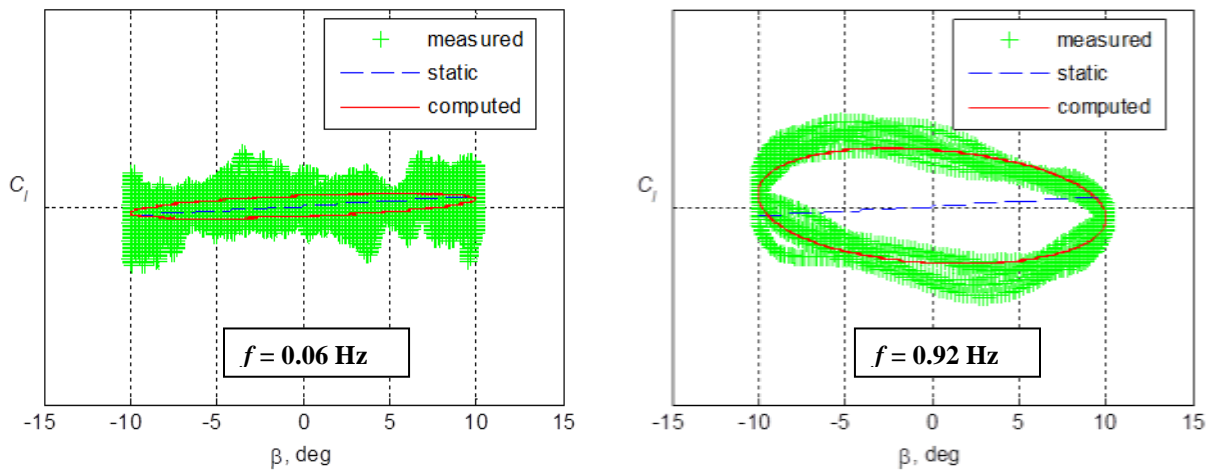 measured
static
computed
C_l
f = 0.06 Hz
-15 -10 -5 0 5 10 15
β, deg
measured
static
computed
C_l
f = 0.92 Hz
-15 -10 -5 0 5 10 15
β, deg